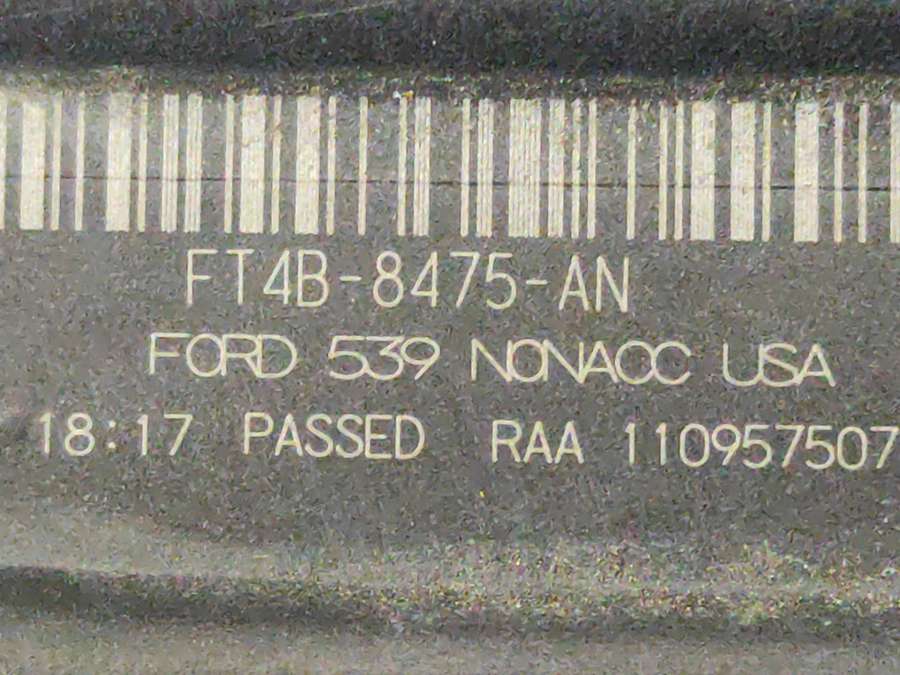 FT4B-8475-AN
FORD 539 NONACC USA
18:17 PASSED RAA 110957507